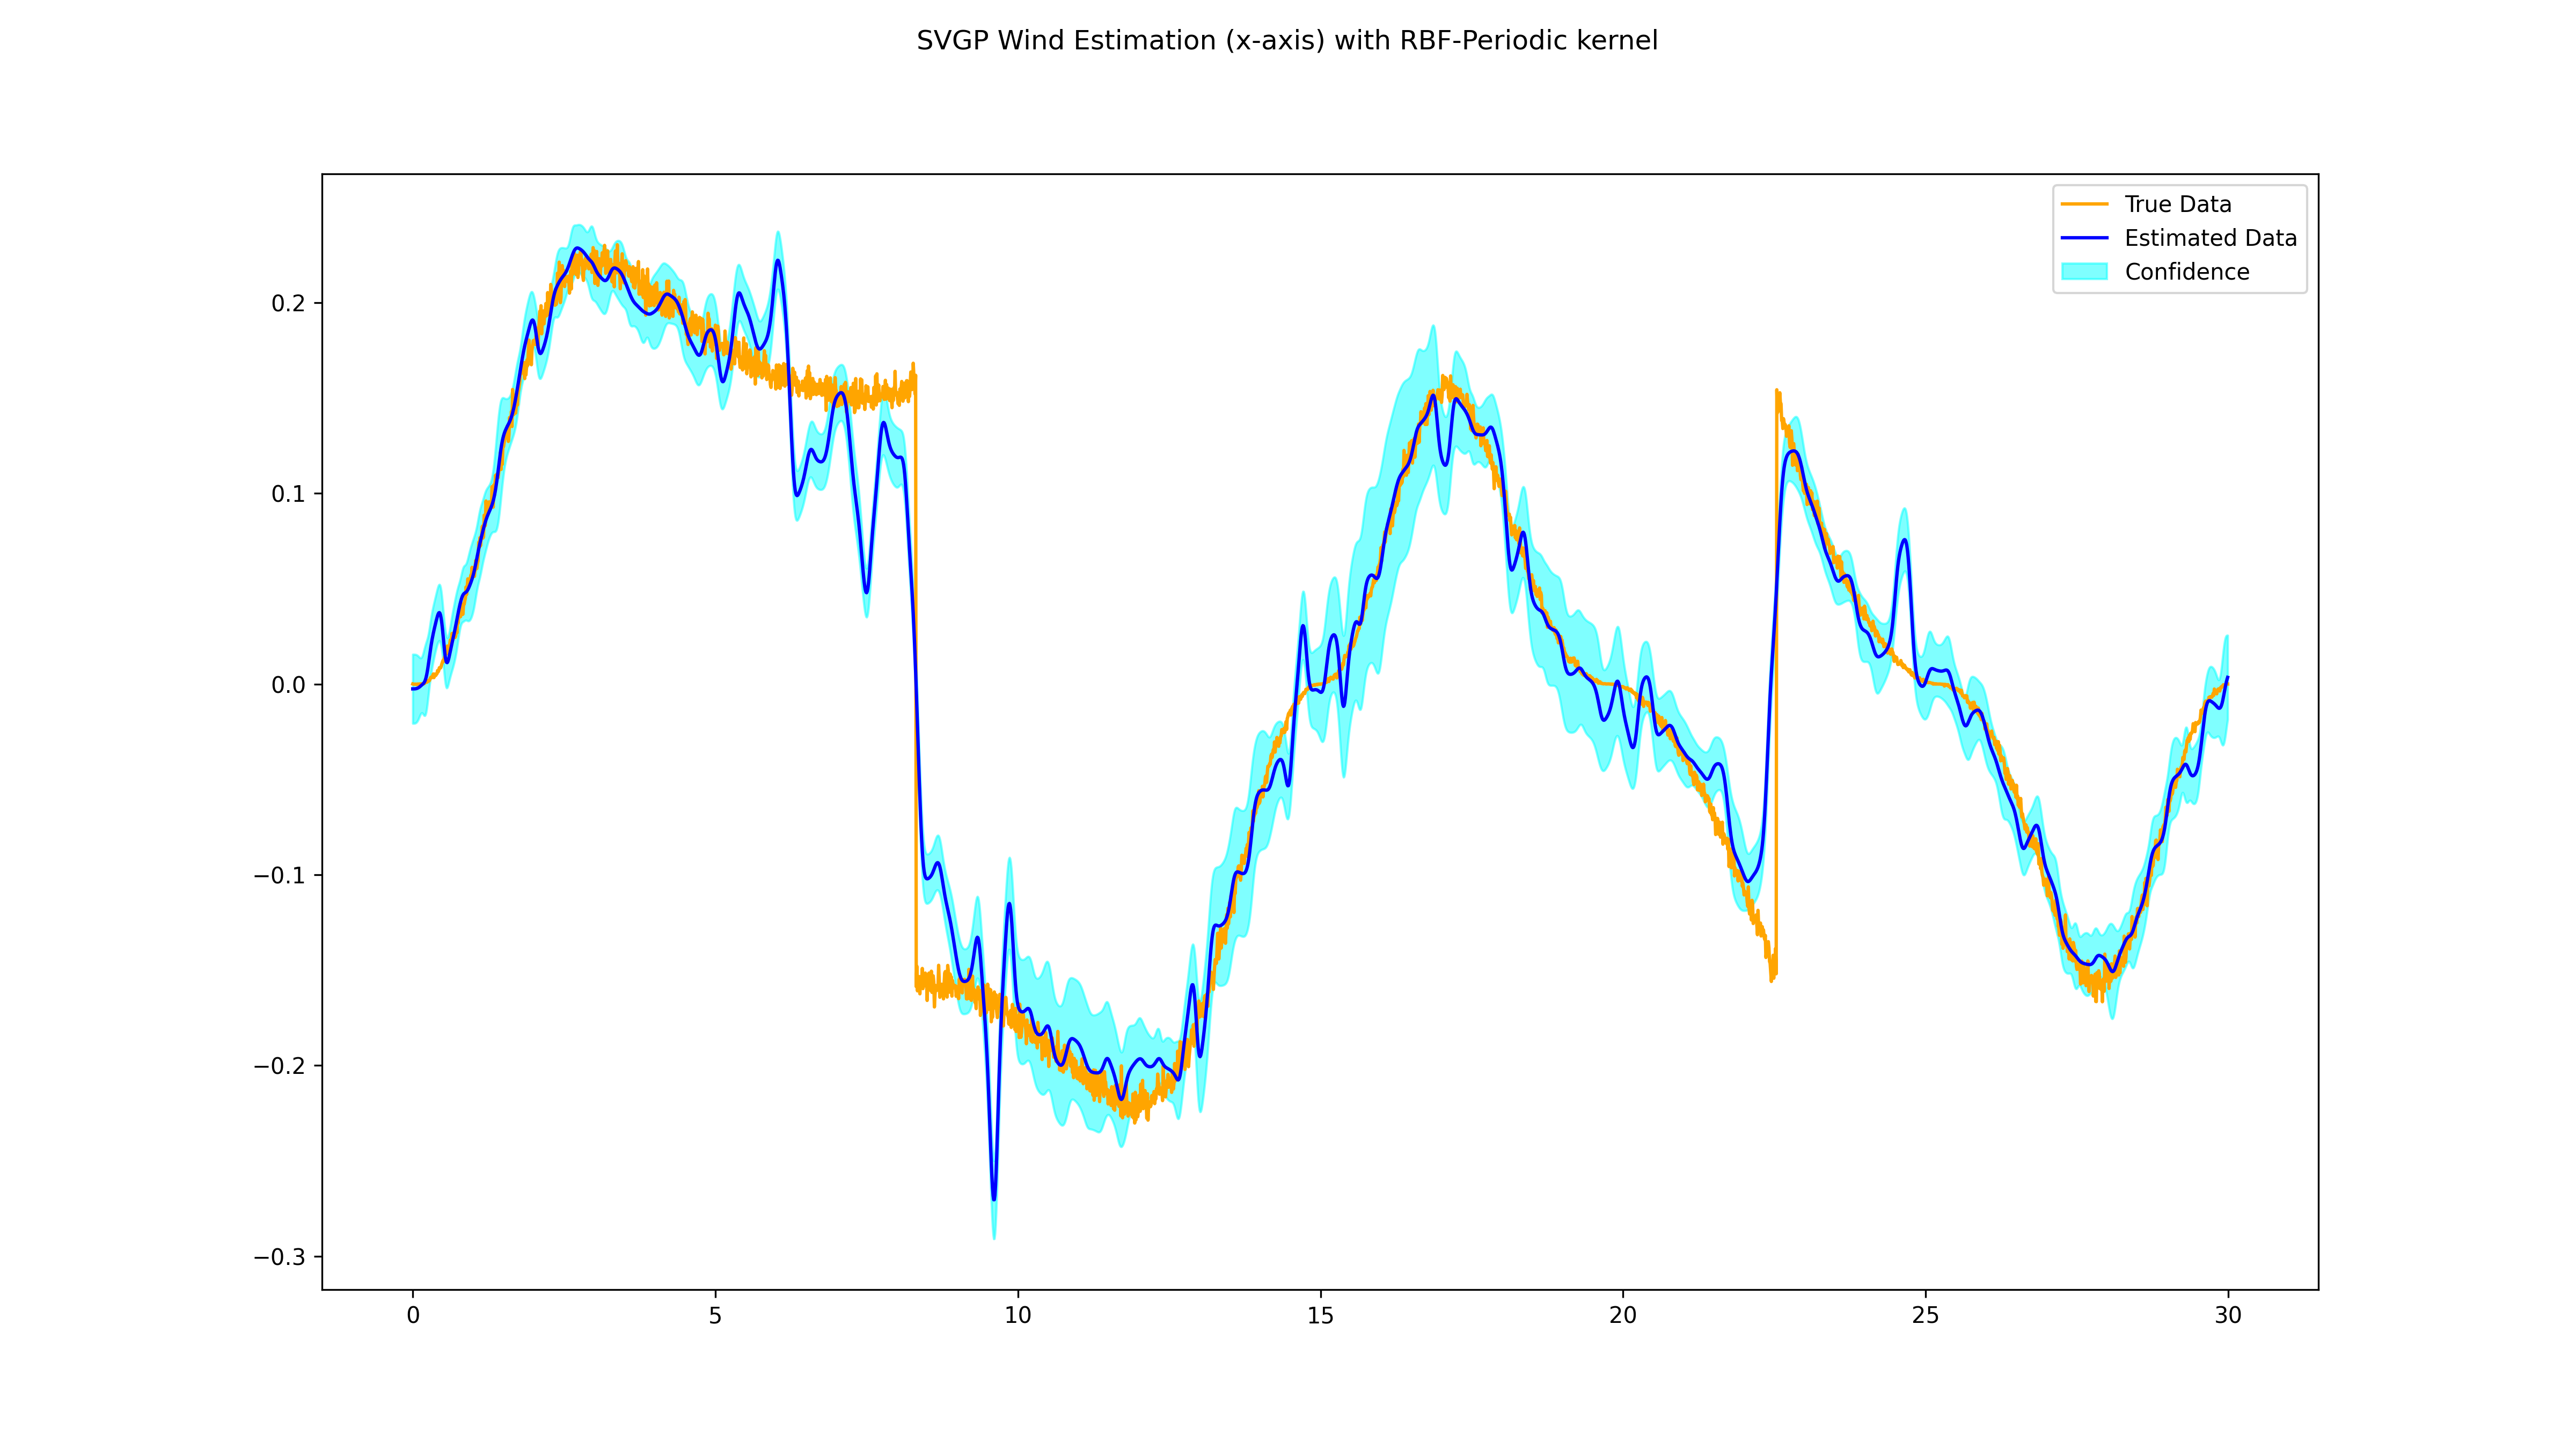 SVGP Wind Estimation (x-axis) with RBF-Periodic kernel
True Data
Estimated Data
Confidence
0.2
0.1
0.0
−0.1
−0.2
−0.3
0 5 10 15 20 25 30